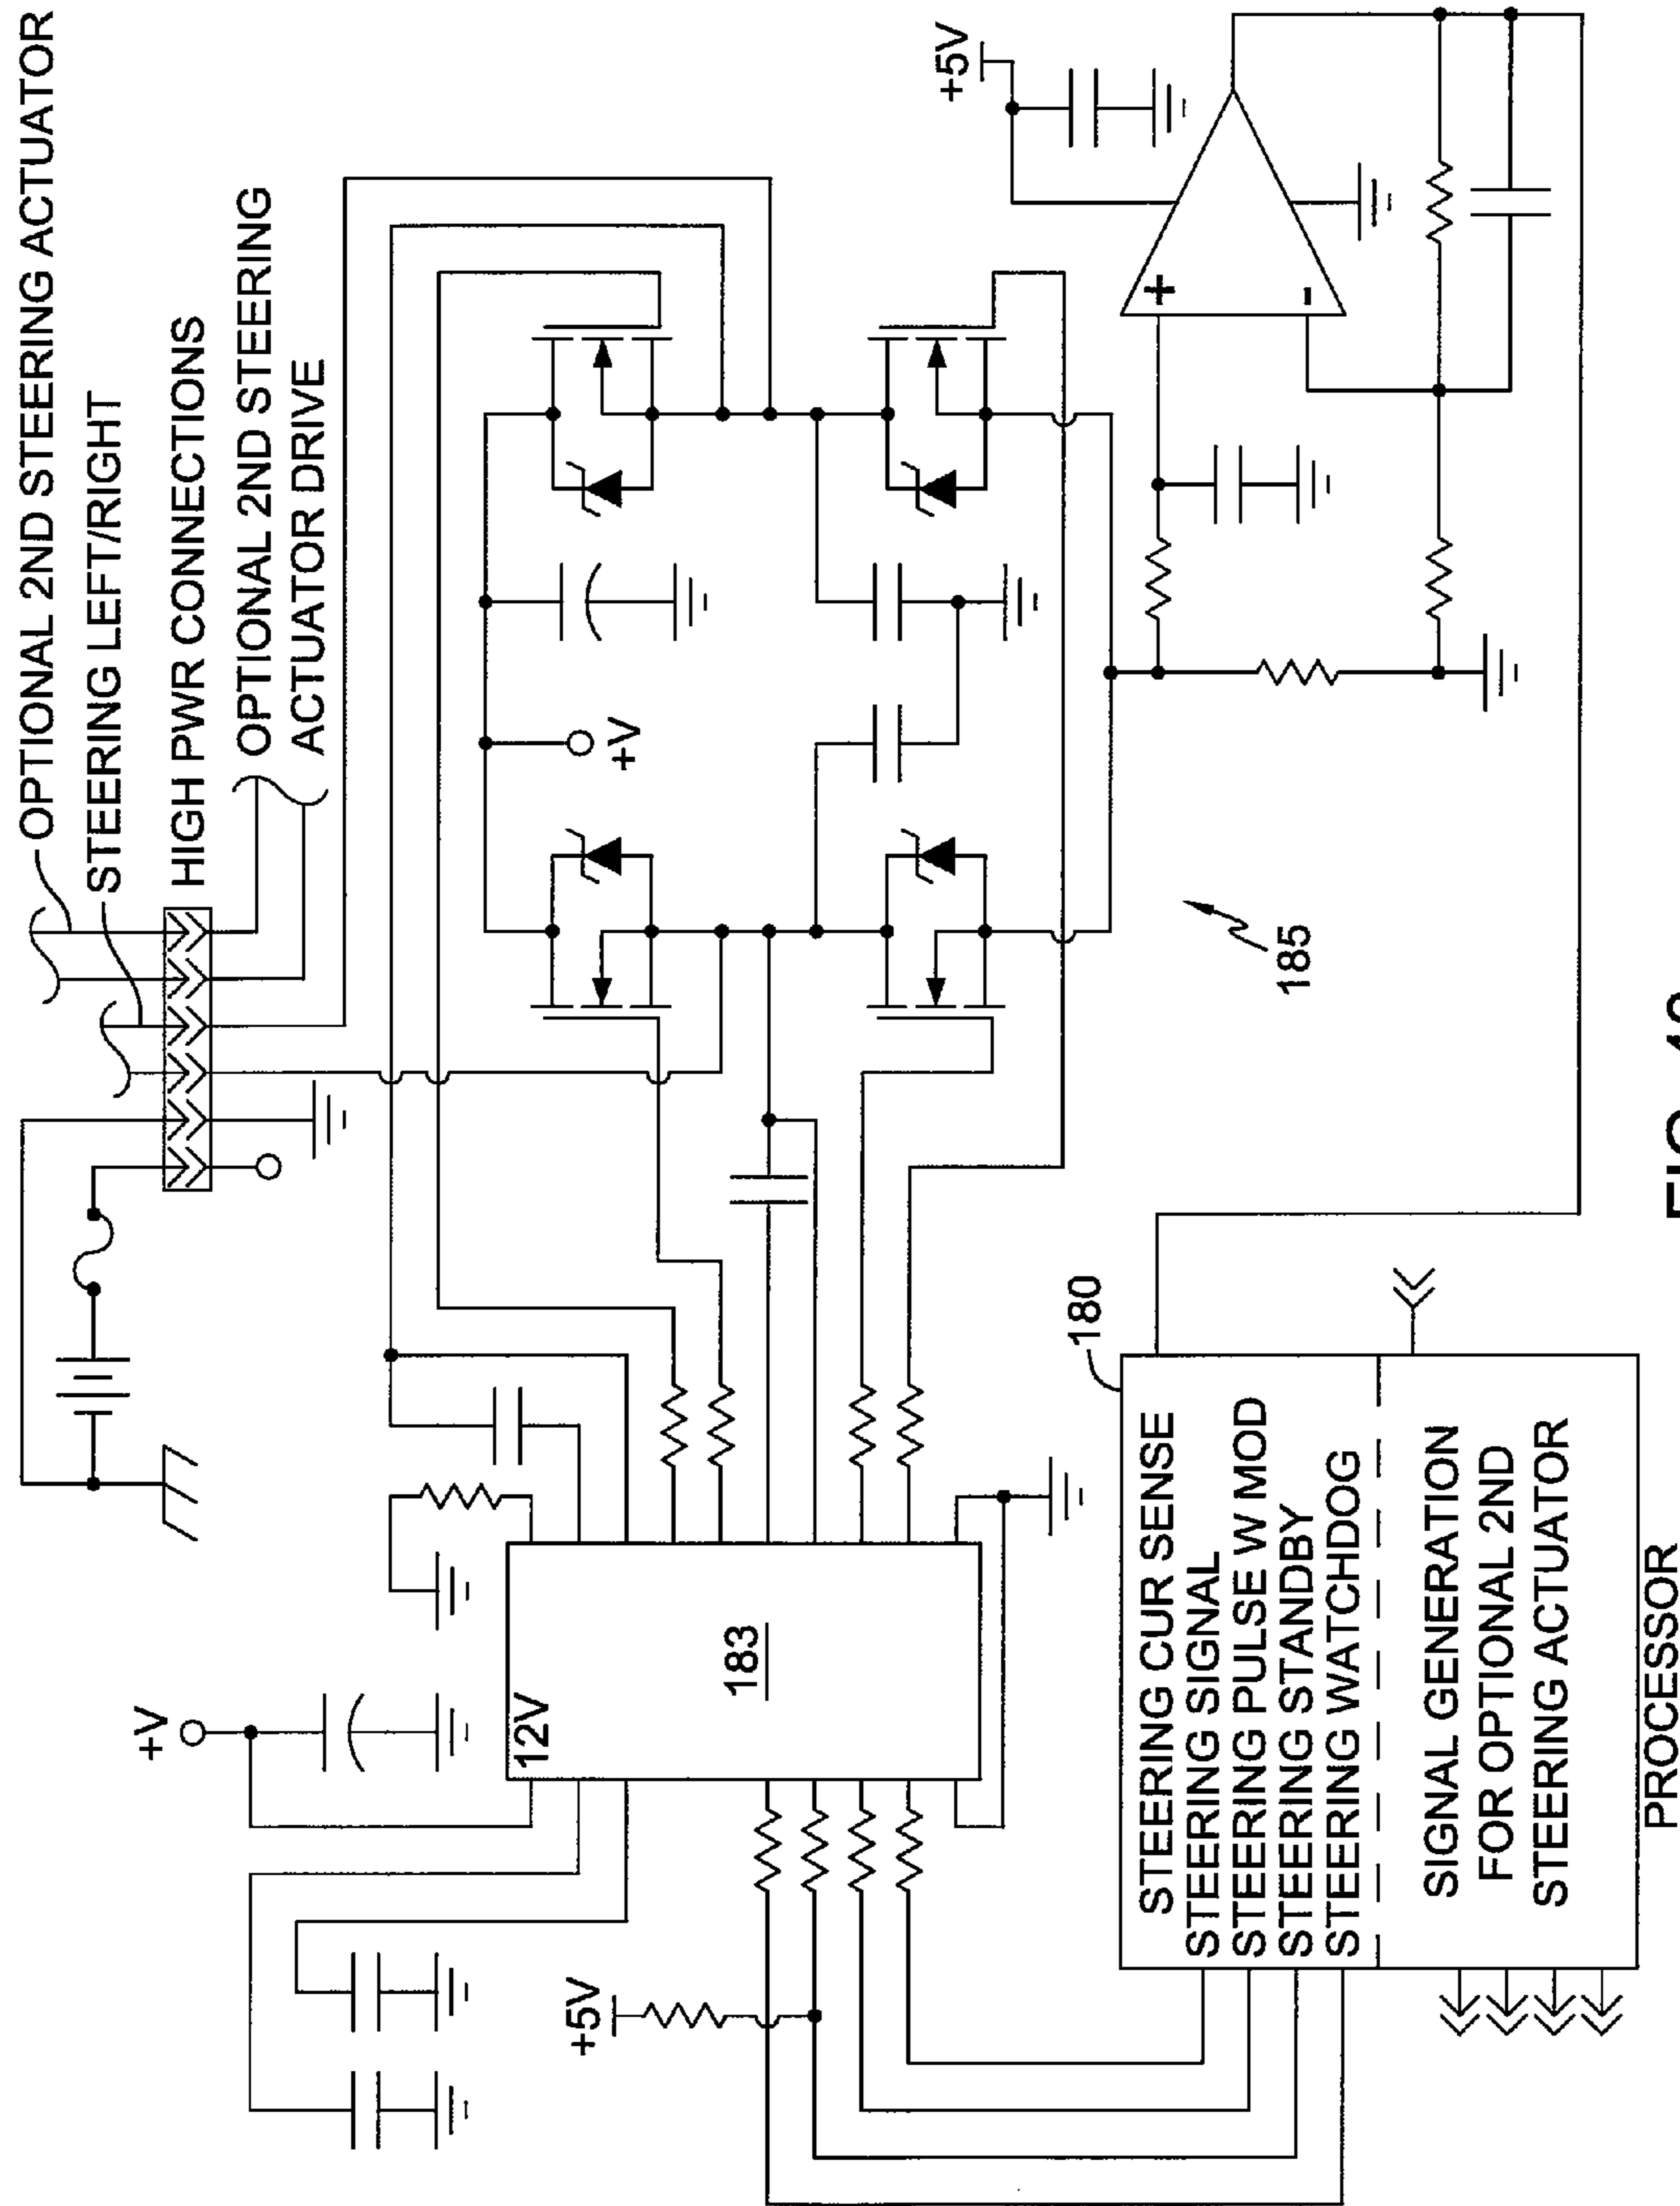 OPTIONAL 2ND STEERING ACTUATOR
STEERING LEFT/RIGHT
HIGH PWR CONNECTIONS
OPTIONAL 2ND STEERING
ACTUATOR DRIVE
+V
12V
183
+5V
+V
185
+5V
+
-
180
STEERING CUR SENSE
STEERING SIGNAL
STEERING PULSE W MOD
STEERING STANDBY
STEERING WATCHDOG
SIGNAL GENERATION
FOR OPTIONAL 2ND
STEERING ACTUATOR
PROCESSOR